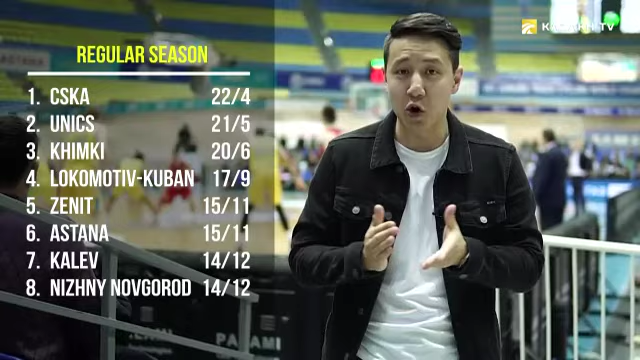 REGULAR SEASON
1. CSKA 22/4
2. UNICS 21/5
3. KHIMKI 20/6
4. LOKOMOTIV-KUBAN 17/9
5. ZENIT 15/11
6. ASTANA 15/11
7. KALEV 14/12
8. NIZHNY NOVGOROD 14/12
TV